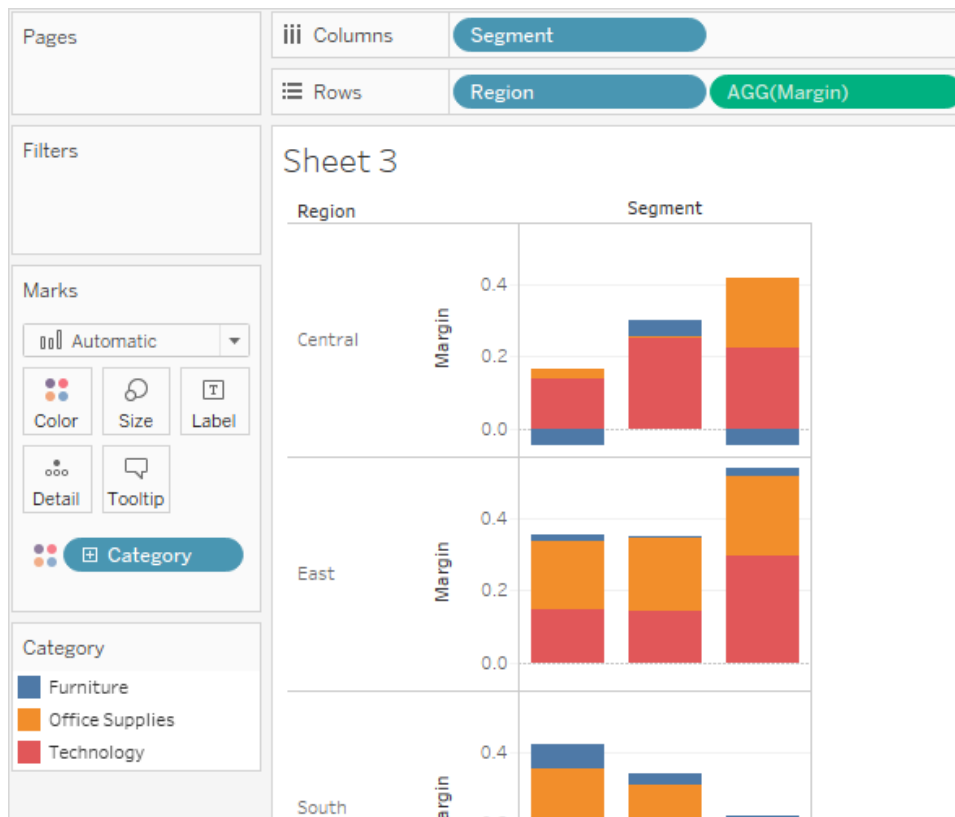 Pages
Columns
Segment
Rows
Region
AGG(Margin)
Filters
Sheet 3
Region
Segment
Marks
Automatic
Color
Size
Label
Detail
Tooltip
Category
Category
Furniture
Office Supplies
Technology
Central
Margin
0.4
0.2
0.0
East
Margin
0.4
0.2
0.0
South
0.4